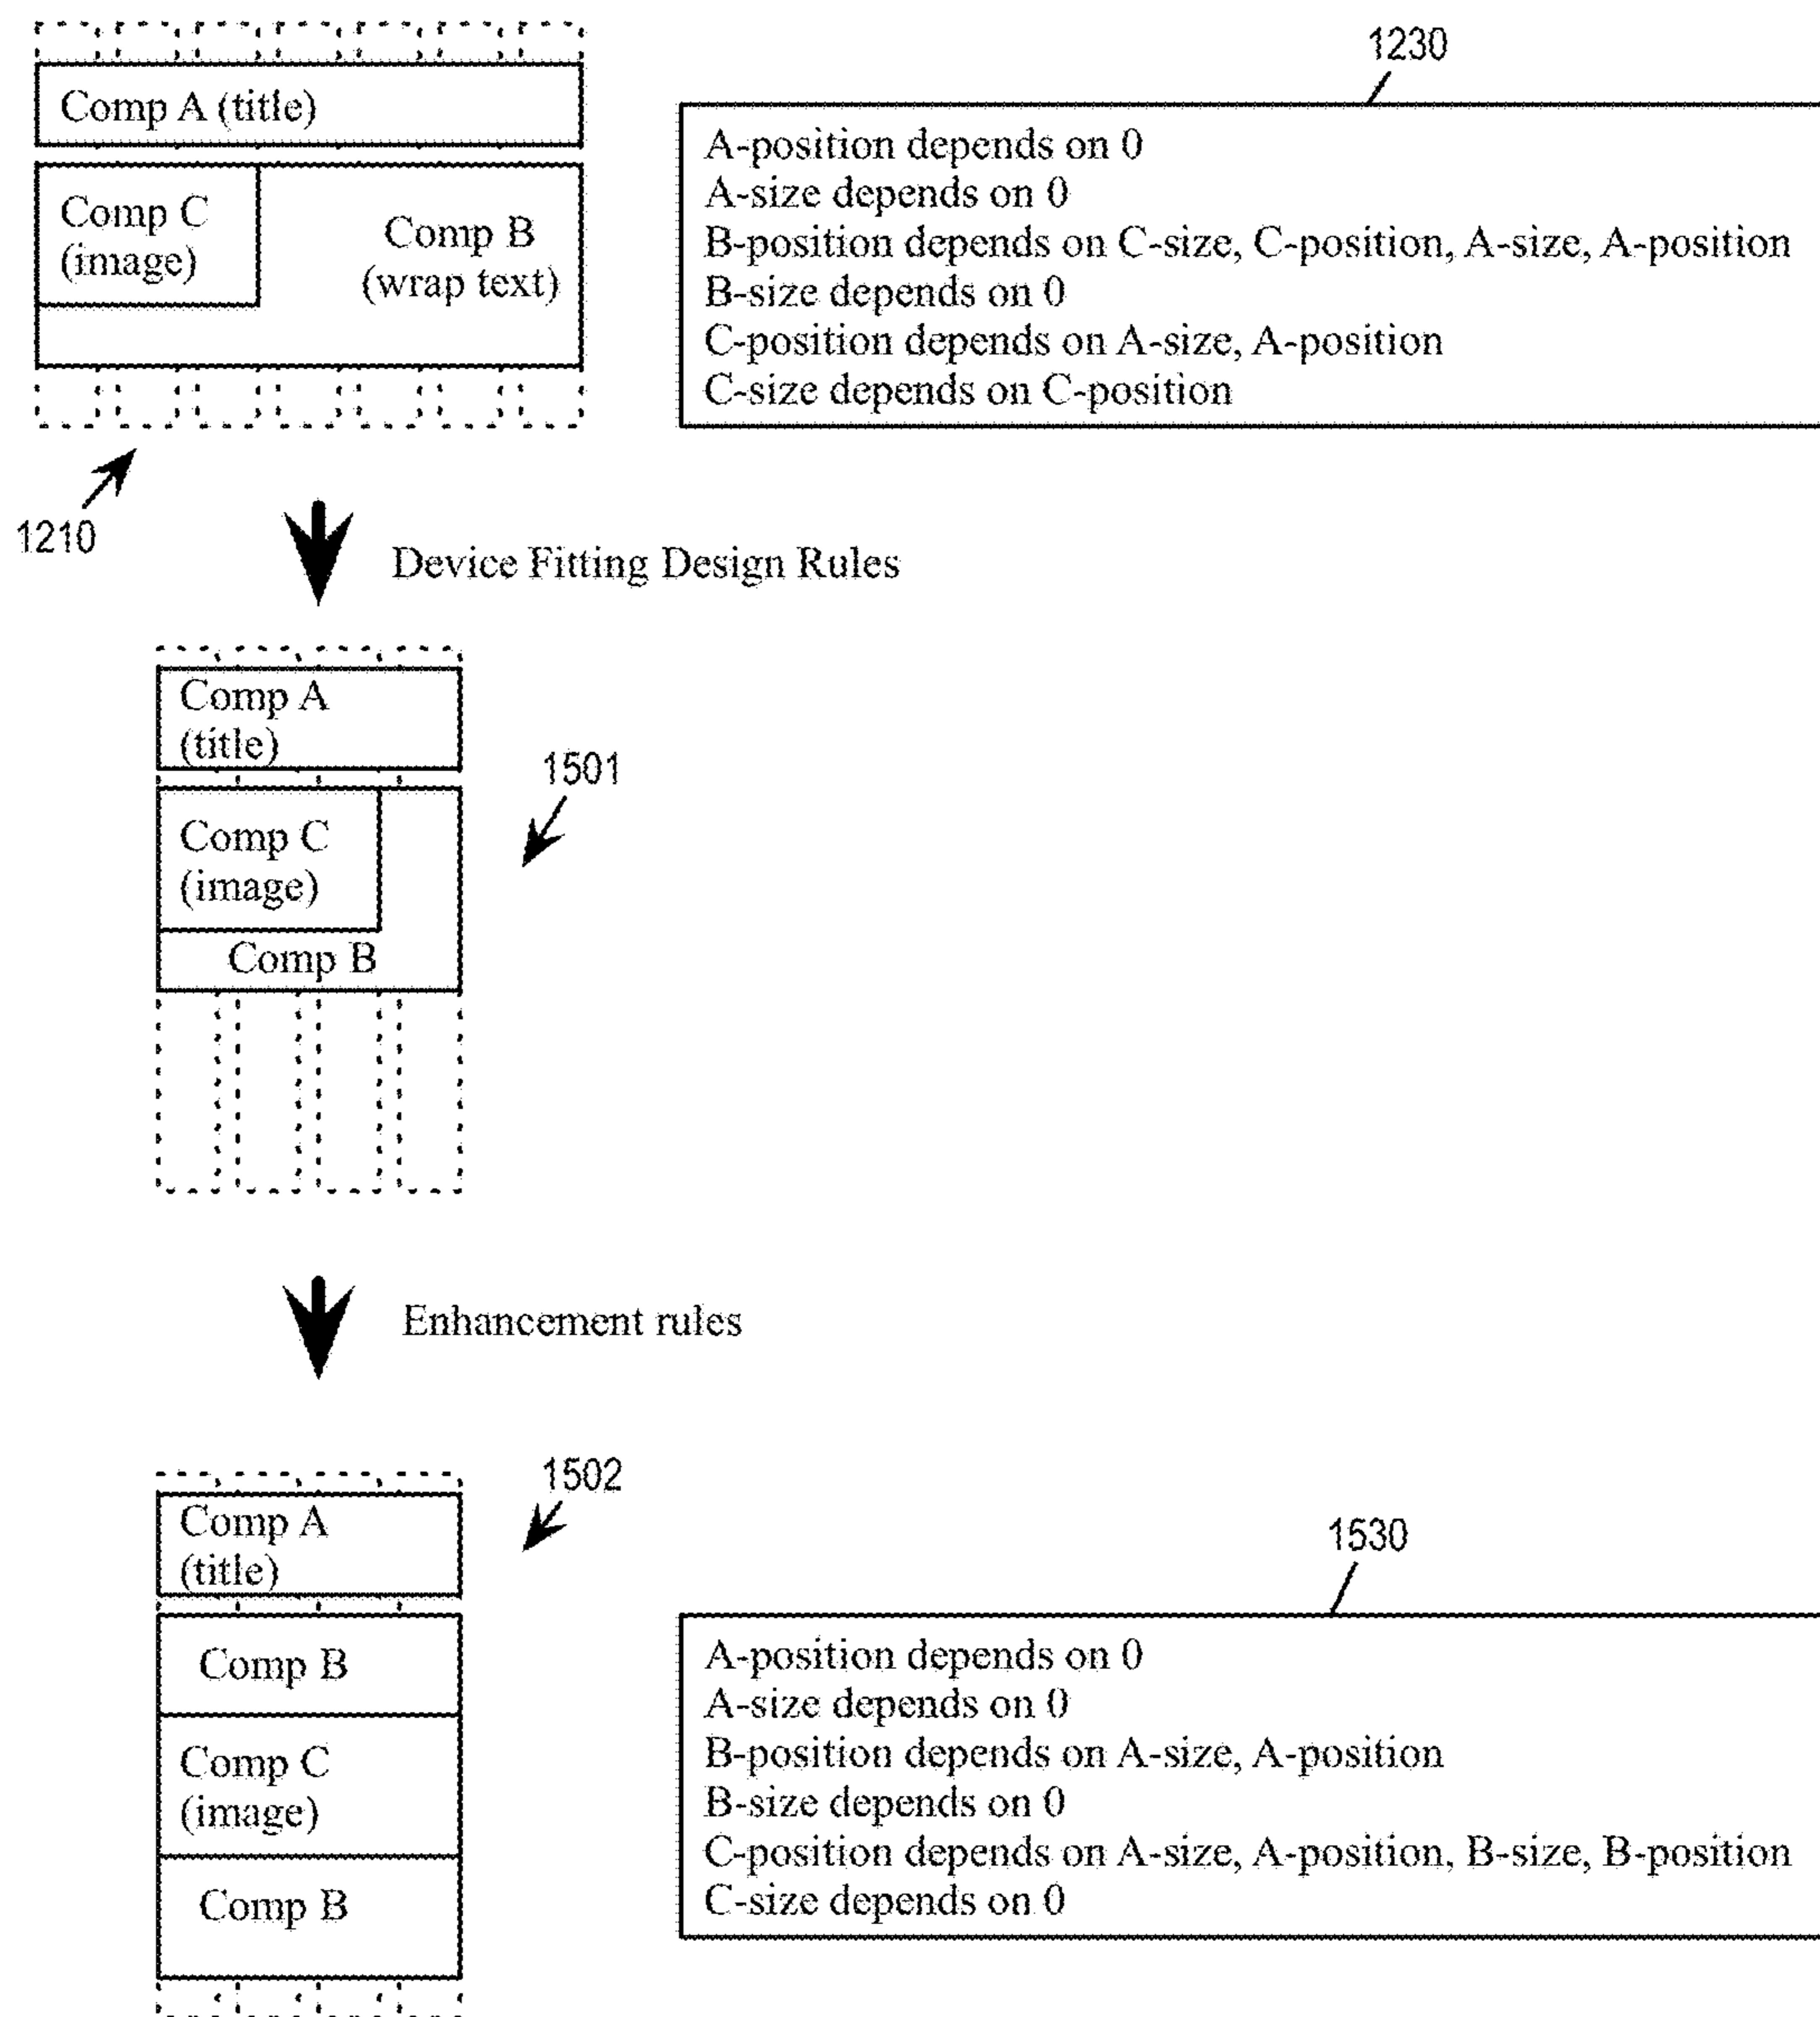 1230
Comp A (title)
Comp C
(image)
Comp B
(wrap text)
A-position depends on 0
A-size depends on 0
B-position depends on C-size, C-position, A-size, A-position
B-size depends on 0
C-position depends on A-size, A-position
C-size depends on C-position
1210
Device Fitting Design Rules
Comp A
(title)
1501
Comp C
(image)
Comp B
Enhancement rules
1502
Comp A
(title)
Comp B
Comp C
(image)
Comp B
1530
A-position depends on 0
A-size depends on 0
B-position depends on A-size, A-position
B-size depends on 0
C-position depends on A-size, A-position, B-size, B-position
C-size depends on 0